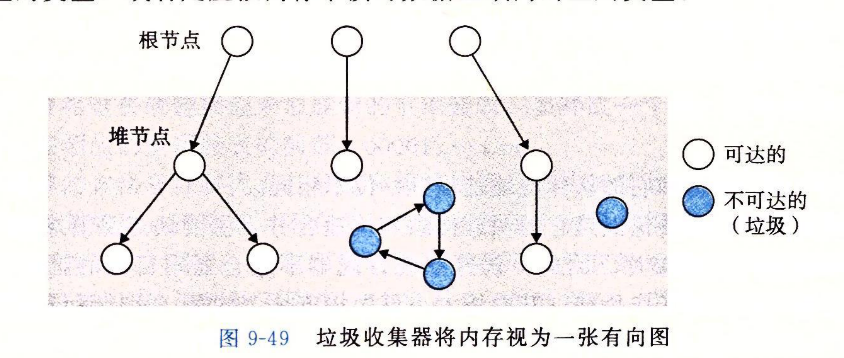 根节点
堆节点
可达的
不可达的
（垃圾）
图 9-49 垃圾收集器将内存视为一张有向图